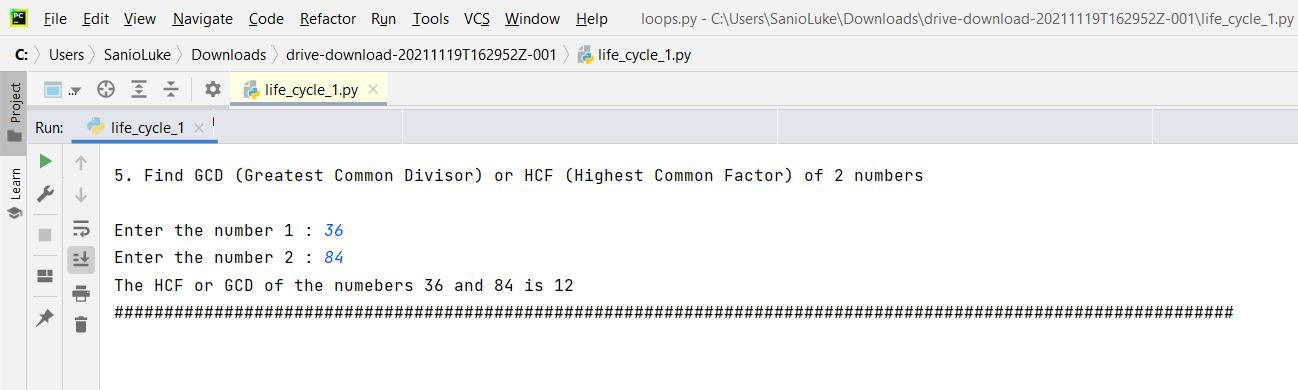 PC File Edit View Navigate Code Refactor Run Tools VCS Window Help loops.py - C:\Users\SanioLuke\Downloads\drive-download-20211119T162952Z-001\life_cycle_1.py
C: Users SanioLuke Downloads drive-download-20211119T162952Z-001 life_cycle_1.py
Project
.. life_cycle_1.py
Run: life_cycle_1
Learn
5. Find GCD (Greatest Common Divisor) or HCF (Highest Common Factor) of 2 numbers
Enter the number 1 : 36
Enter the number 2 : 84
The HCF or GCD of the numebers 36 and 84 is 12
################################################################################################################